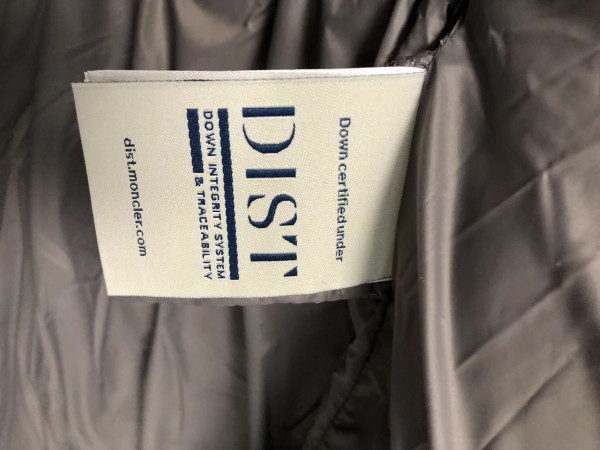 Down certified under
DIST
DOWN INTEGRITY SYSTEM
& TRACEABILITY
dist.moncler.com